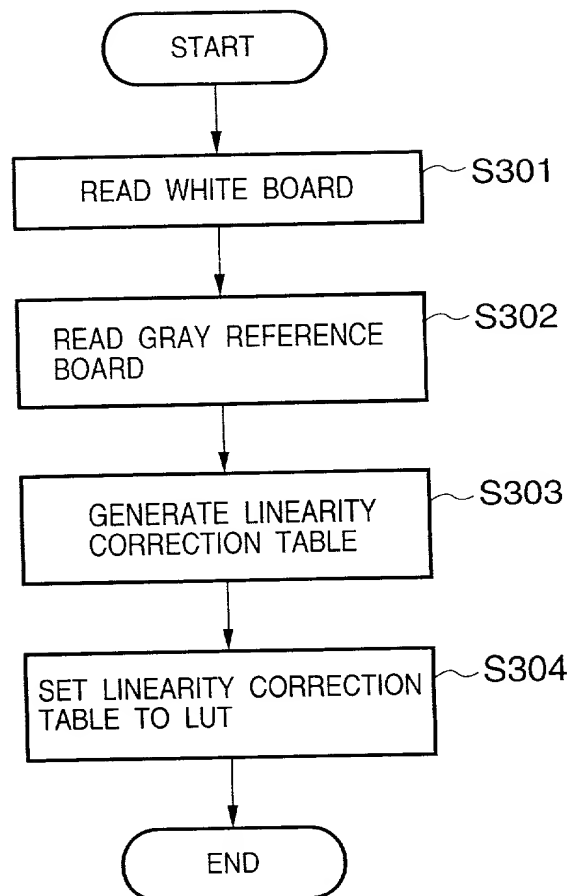 START
READ WHITE BOARD
S301
READ GRAY REFERENCE
BOARD
S302
GENERATE LINEARITY
CORRECTION TABLE
S303
SET LINEARITY CORRECTION
TABLE TO LUT
S304
END